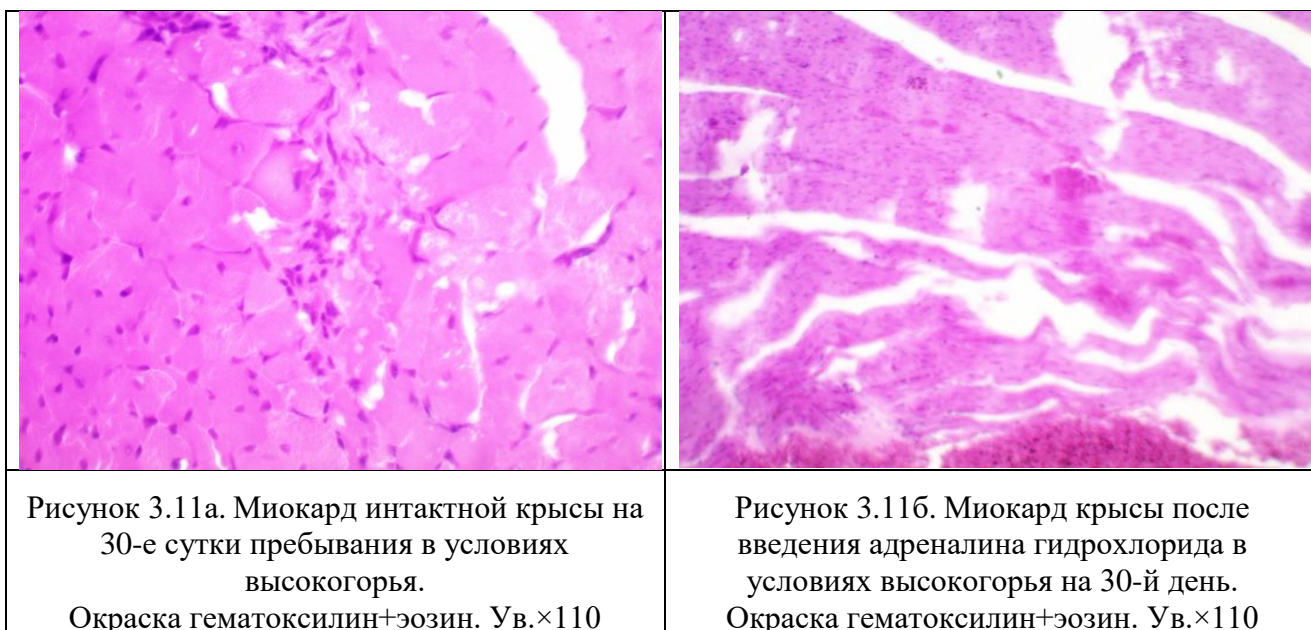 Рисунок 3.11а. Миокард интактной крысы на
30-е сутки пребывания в условиях
высокогорья.
Окраска гематоксилин+эозин. Ув.×110
Рисунок 3.11б. Миокард крысы после
введения адреналина гидрохлорида в
условиях высокогорья на 30-й день.
Окраска гематоксилин+эозин. Ув.×110